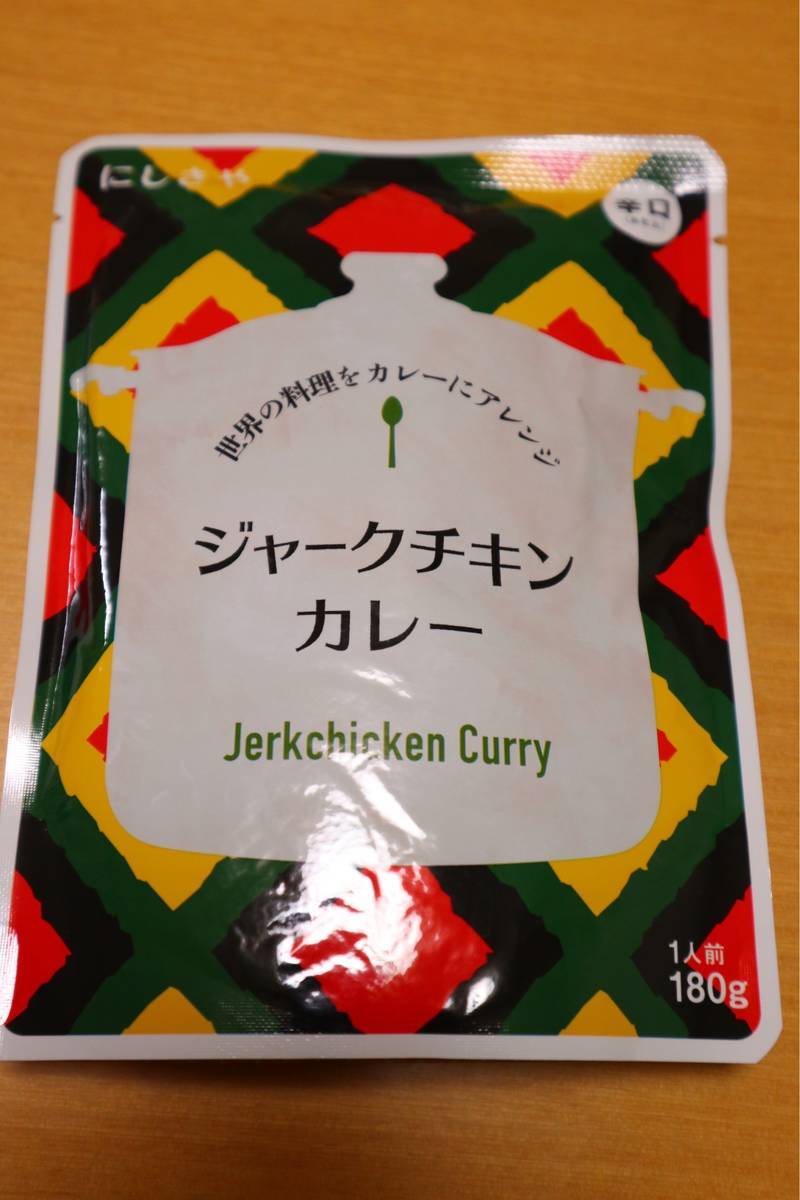 にしきや
辛口
世界の料理をカレーにアレンジ
ジャークチキン
カレー
Jerkchicken Curry
1人前
180g